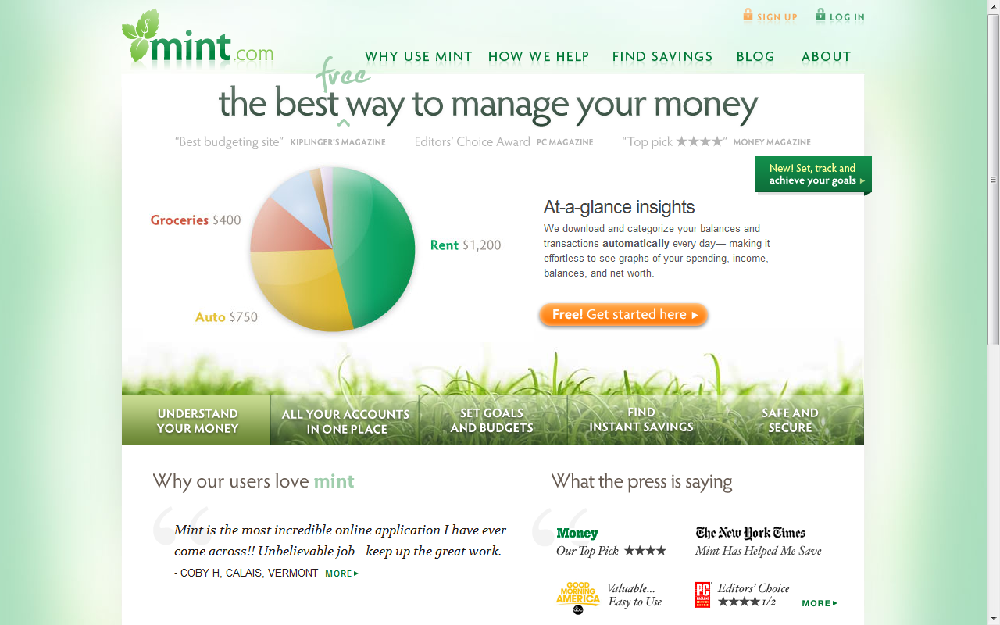 SIGN UP
LOG IN
mint.com
WHY USE MINT
HOW WE HELP
FIND SAVINGS
BLOG
ABOUT
free
the best way to manage your money
"Best budgeting site" KIPLINGER'S MAGAZINE
Editors' Choice Award PC MAGAZINE
"Top pick ★★★★" MONEY MAGAZINE
New! Set, track and
achieve your goals
Groceries $400
Rent $1,200
Auto $750
At-a-glance insights
We download and categorize your balances and
transactions automatically every day— making it
effortless to see graphs of your spending, income,
balances, and net worth.
Free! Get started here
UNDERSTAND
YOUR MONEY
ALL YOUR ACCOUNTS
IN ONE PLACE
SET GOALS
AND BUDGETS
FIND
INSTANT SAVINGS
SAFE AND
SECURE
Why our users love mint
Mint is the most incredible online application I have ever
come across!! Unbelievable job - keep up the great work.
- COBY H, CALAIS, VERMONT MORE
What the press is saying
Money
Our Top Pick ★★★★
The New York Times
Mint Has Helped Me Save
GOOD
MORNING
AMERICA
abc
Valuable...
Easy to Use
PC
Editors' Choice
★★★★1/2
MORE